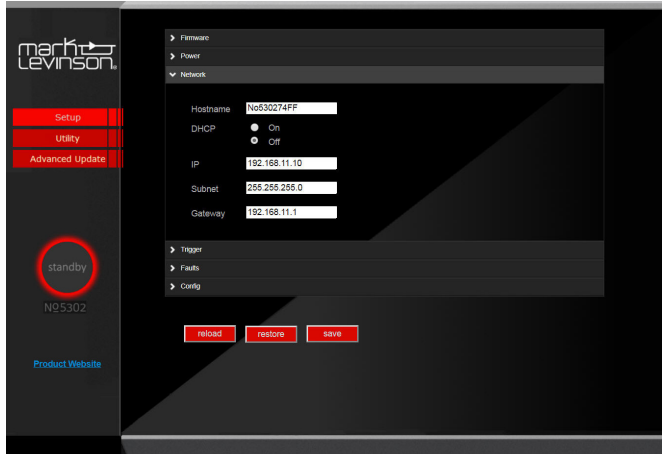 mark
Levinson®
Setup
Utility
Advanced Update
standby
№5302
Product Website
Firmware
Power
Network
Hostname No530274FF
DHCP On
Off
IP 192.168.11.10
Subnet 255.255.255.0
Gateway 192.168.11.1
Trigger
Faults
Config
reload restore save